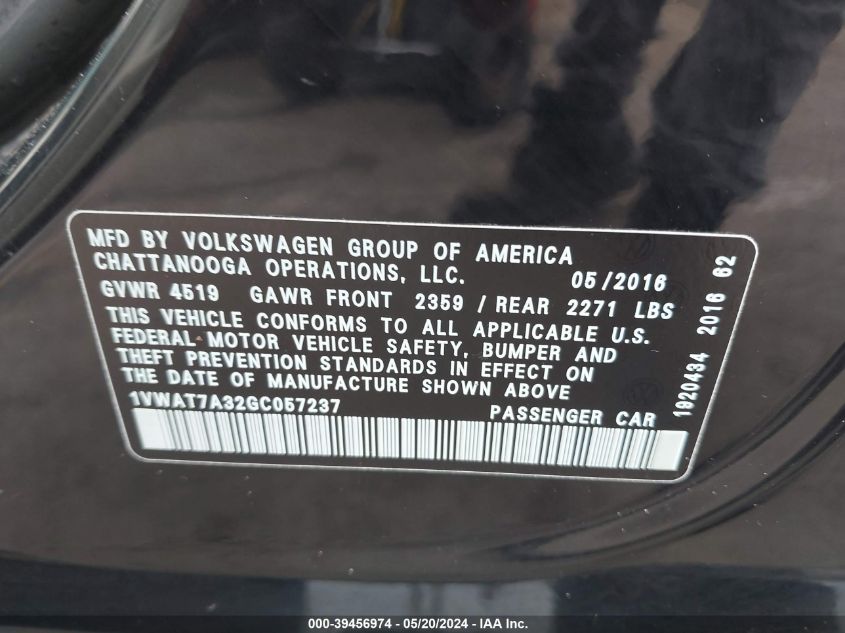 MFD BY VOLKSWAGEN GROUP OF AMERICA
CHATTANOOGA OPERATIONS, LLC. 05/2016
GVWR 4519 GAWR FRONT 2359 / REAR 2271 LBS
THIS VEHICLE CONFORMS TO ALL APPLICABLE U.S.
FEDERAL MOTOR VEHICLE SAFETY, BUMPER AND
THEFT PREVENTION STANDARDS IN EFFECT ON
THE DATE OF MANUFACTURE SHOWN ABOVE
1VWAT7A32GC057237 PASSENGER CAR
1920434 2016 62
000-39456974 - 05/20/2024 - IAA Inc.